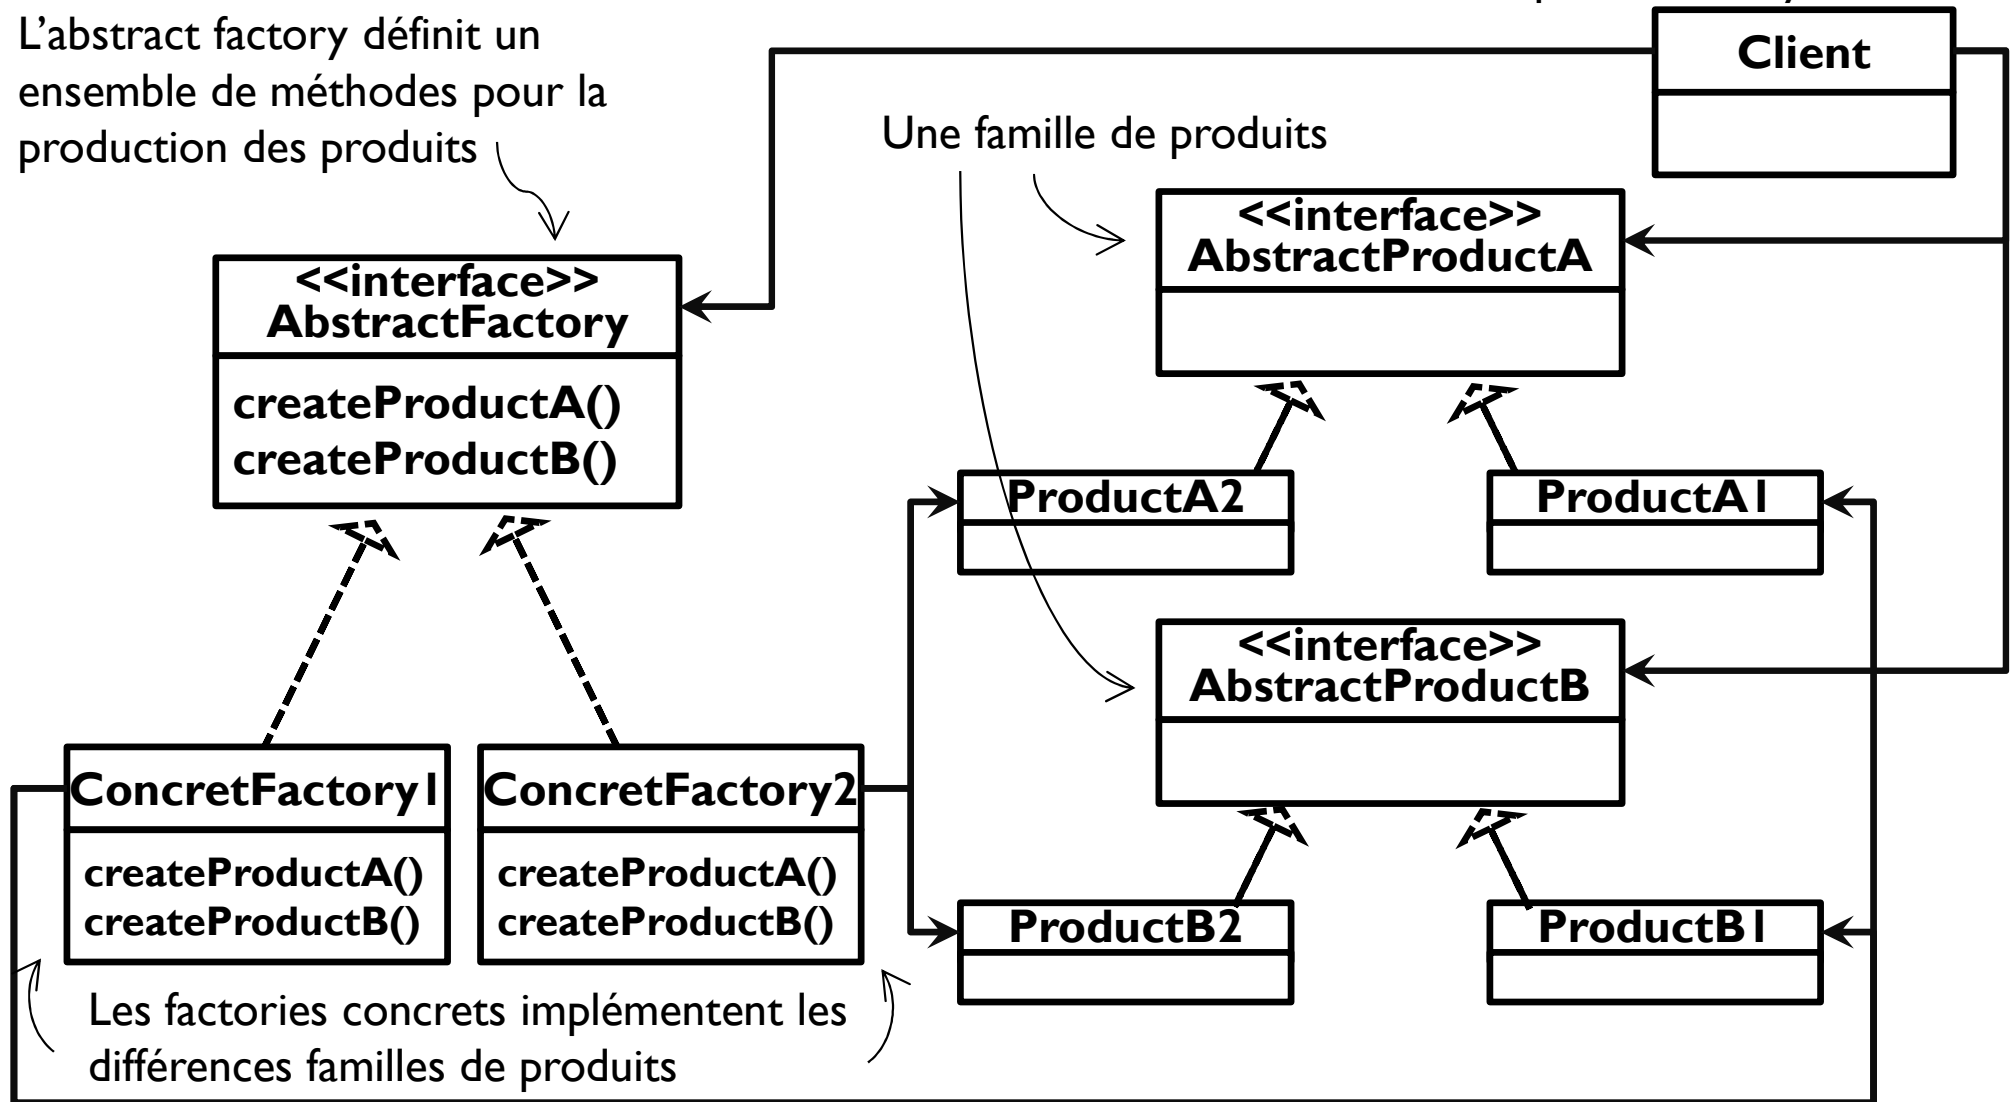 L'abstract factory définit un
ensemble de méthodes pour la
production des produits
Client
Une famille de produits
<<interface>>
AbstractProductA
<<interface>>
AbstractFactory
createProductA()
createProductB()
ProductA2
ProductA1
<<interface>>
AbstractProductB
ConcretFactory1
createProductA()
createProductB()
ConcretFactory2
createProductA()
createProductB()
ProductB2
ProductB1
Les factories concrets implémentent les
différences familles de produits